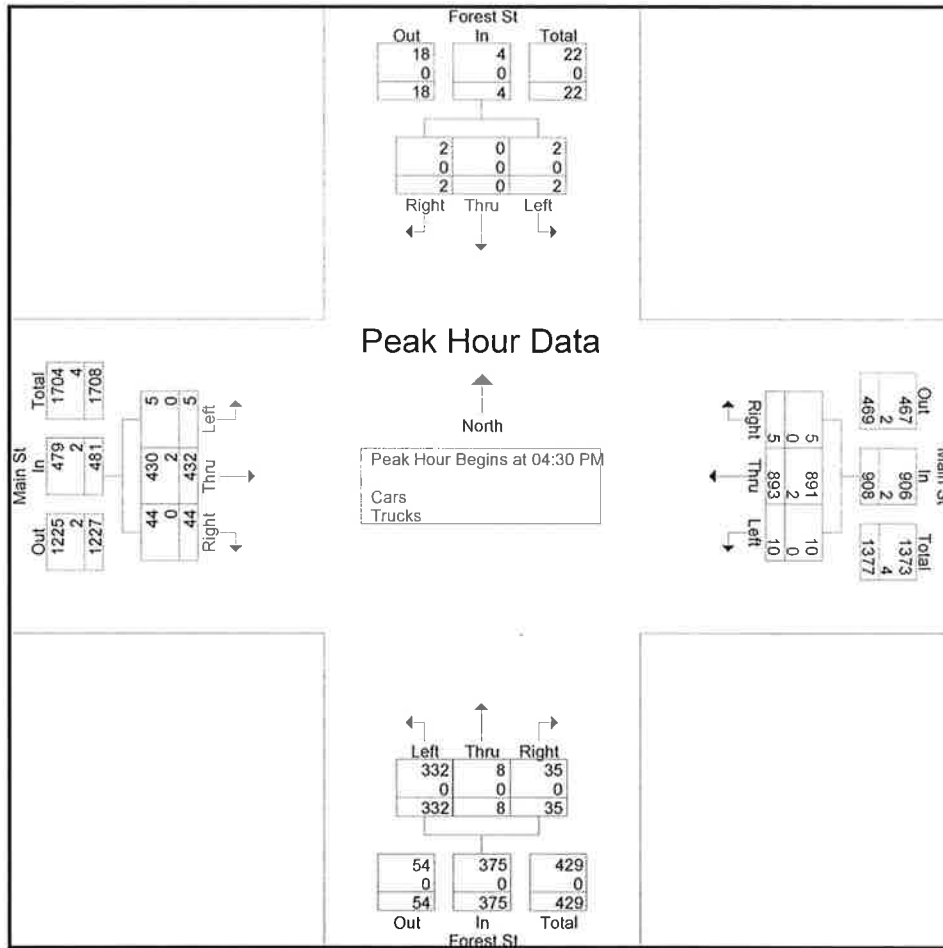 Forest St
Out In Total
18 4 22
0 0 0
18 4 22
2 0 2
0 0 0
2 0 2
Right Thru Left
Peak Hour Data
North
Peak Hour Begins at 04:30 PM
Cars
Trucks
Main St
Total In Out
1704 479 1225
4 2 2
1708 481 1227
5 430 44
0 2 0
5 432 44
Left Thru Right
Right Thru Left
5 893 10
0 2 0
5 891 10
Out In Total
467 906 1373
2 2 4
469 908 1377
Main St
Left Thru Right
332 8 35
0 0 0
332 8 35
54 375 429
0 0 0
54 375 429
Out In Total
Forest St